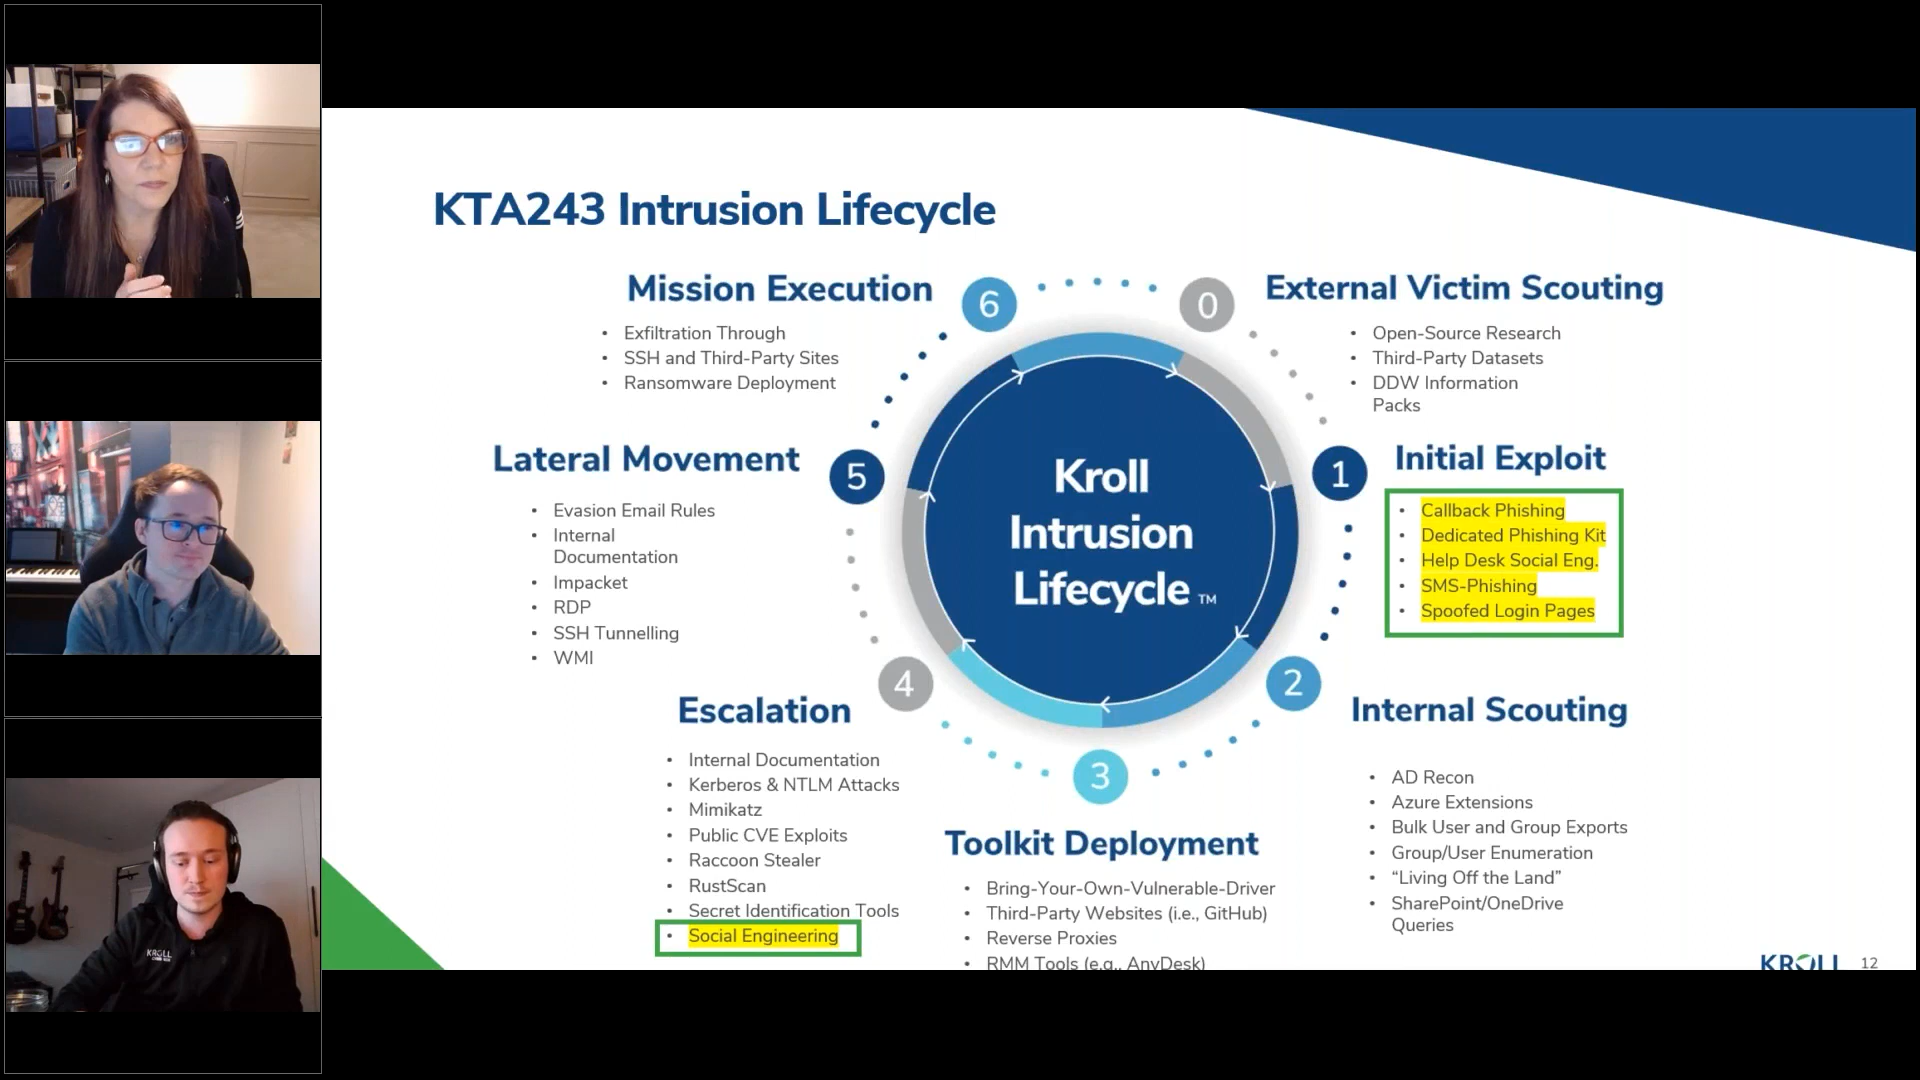 KTA243 Intrusion Lifecycle
Mission Execution
6
• Exfiltration Through
• SSH and Third-Party Sites
• Ransomware Deployment
0
External Victim Scouting
• Open-Source Research
• Third-Party Datasets
• DDW Information
Packs
Lateral Movement
5
• Evasion Email Rules
• Internal
Documentation
• Impacket
• RDP
• SSH Tunnelling
• WMI
Kroll
Intrusion
Lifecycle ™
1
Initial Exploit
• Callback Phishing
• Dedicated Phishing Kit
• Help Desk Social Eng.
• SMS-Phishing
• Spoofed Login Pages
4
Escalation
• Internal Documentation
• Kerberos & NTLM Attacks
• Mimikatz
• Public CVE Exploits
• Raccoon Stealer
• RustScan
• Secret Identification Tools
• Social Engineering
3
Toolkit Deployment
• Bring-Your-Own-Vulnerable-Driver
• Third-Party Websites (i.e., GitHub)
• Reverse Proxies
• RMM Tools (e.g., AnyDesk)
2
Internal Scouting
• AD Recon
• Azure Extensions
• Bulk User and Group Exports
• Group/User Enumeration
• “Living Off the Land”
• SharePoint/OneDrive
Queries
KROLL 12
KROLL